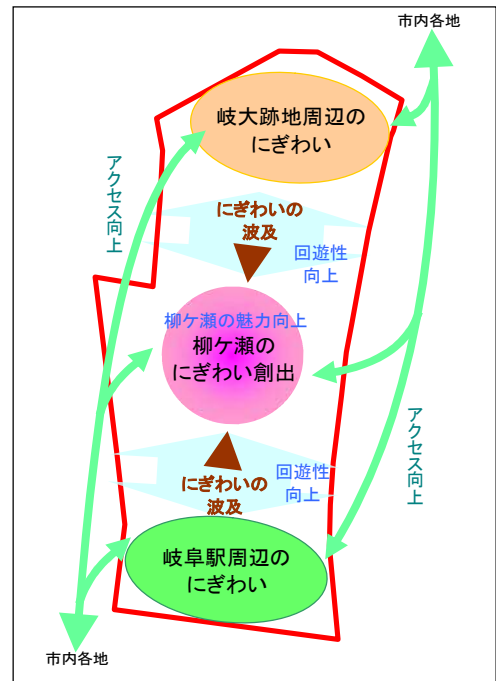 市内各地
岐大跡地周辺の
にぎわい
アクセス向上
にぎわいの
波及
回遊性
向上
柳ケ瀬の魅力向上
柳ケ瀬の
にぎわい創出
アクセス向上
にぎわいの
波及
回遊性
向上
岐阜駅周辺の
にぎわい
市内各地